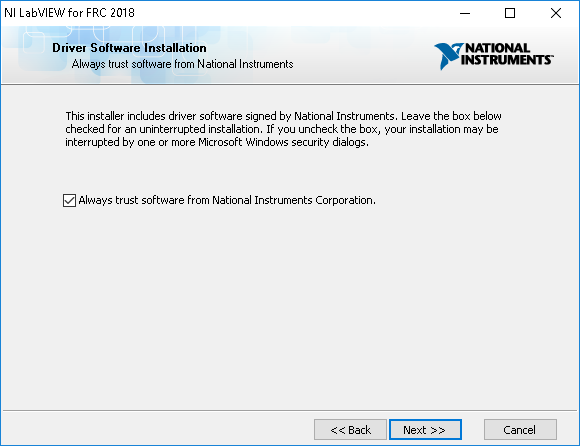 NI LabVIEW for FRC 2018
Driver Software Installation
Always trust software from National Instruments
NATIONAL
INSTRUMENTS™
This installer includes driver software signed by National Instruments. Leave the box below
checked for an uninterrupted installation. If you uncheck the box, your installation may be
interrupted by one or more Microsoft Windows security dialogs.
Always trust software from National Instruments Corporation.
<< Back
Next >>
Cancel